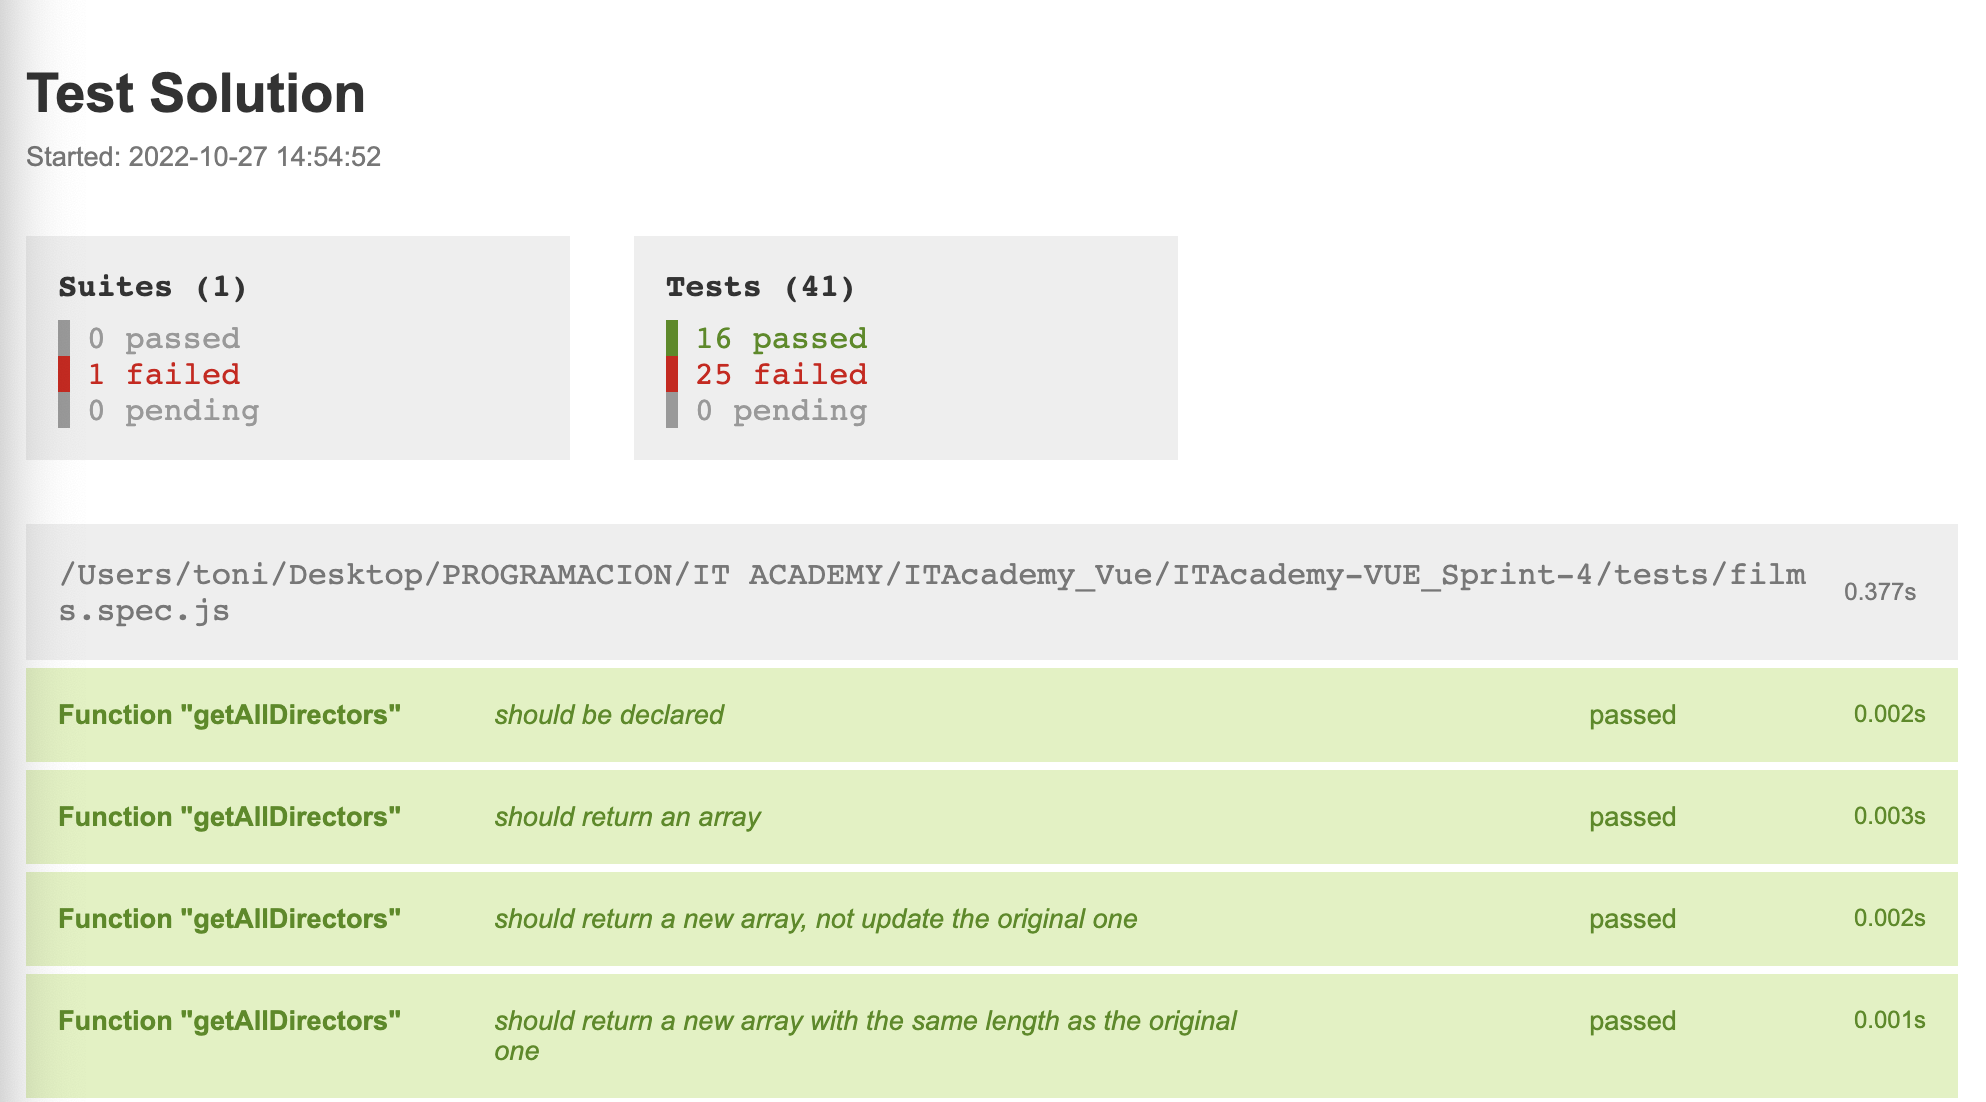 Test Solution
Started: 2022-10-27 14:54:52
Suites (1)
0 passed
1 failed
0 pending
Tests (41)
16 passed
25 failed
0 pending
/Users/toni/Desktop/PROGRAMACION/IT ACADEMY/ITAcademy_Vue/ITAcademy-VUE_Sprint-4/tests/film
s.spec.js
0.377s
Function "getAllDirectors" should be declared passed 0.002s
Function "getAllDirectors" should return an array passed 0.003s
Function "getAllDirectors" should return a new array, not update the original one passed 0.002s
Function "getAllDirectors" should return a new array with the same length as the original passed 0.001s
one